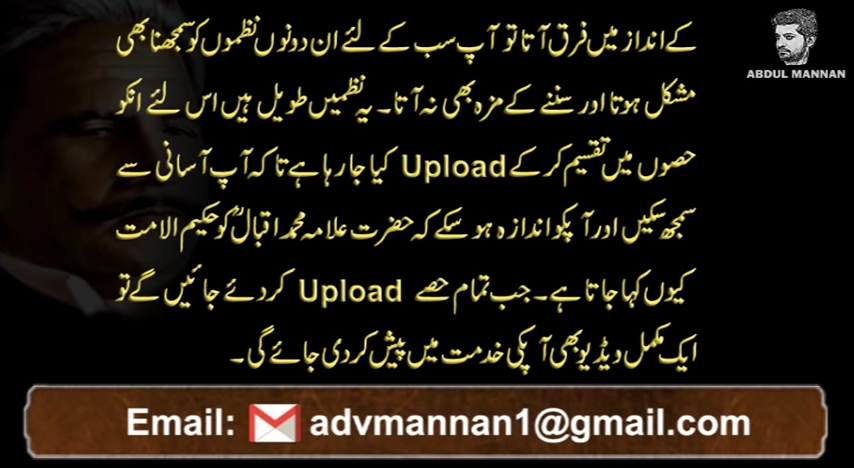 کے انداز میں فرق آتا تو آپ سب کے لئے ان دونوں نظموں کو سمجھنا بھی
مشکل ہوتا اور سننے کے مزہ بھی نہ آتا۔ یہ نظمیں طویل ہیں اس لئے انکو
حصوں میں تقسیم کر کے Upload کیا جا رہا ہے تاکہ آپ آسانی سے
سمجھ سکیں اور آپکو اندازہ ہو سکے کہ حضرت علامہ محمد اقبالؒ کو حکیم الامت
کیوں کہا جاتا ہے۔ جب تمام حصے Upload کر دئے جائیں گے تو
ایک مکمل ویڈیو بھی آپکی خدمت میں پیش کر دی جائے گی۔
ABDUL MANNAN
Email: advmannan1@gmail.com